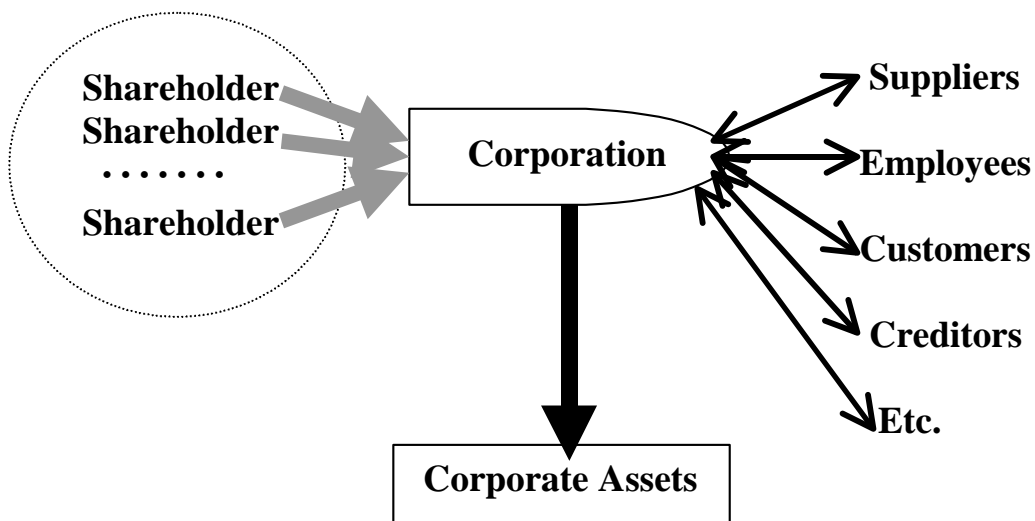 Shareholder
Shareholder
.......
Shareholder
Corporation
Suppliers
Employees
Customers
Creditors
Etc.
Corporate Assets